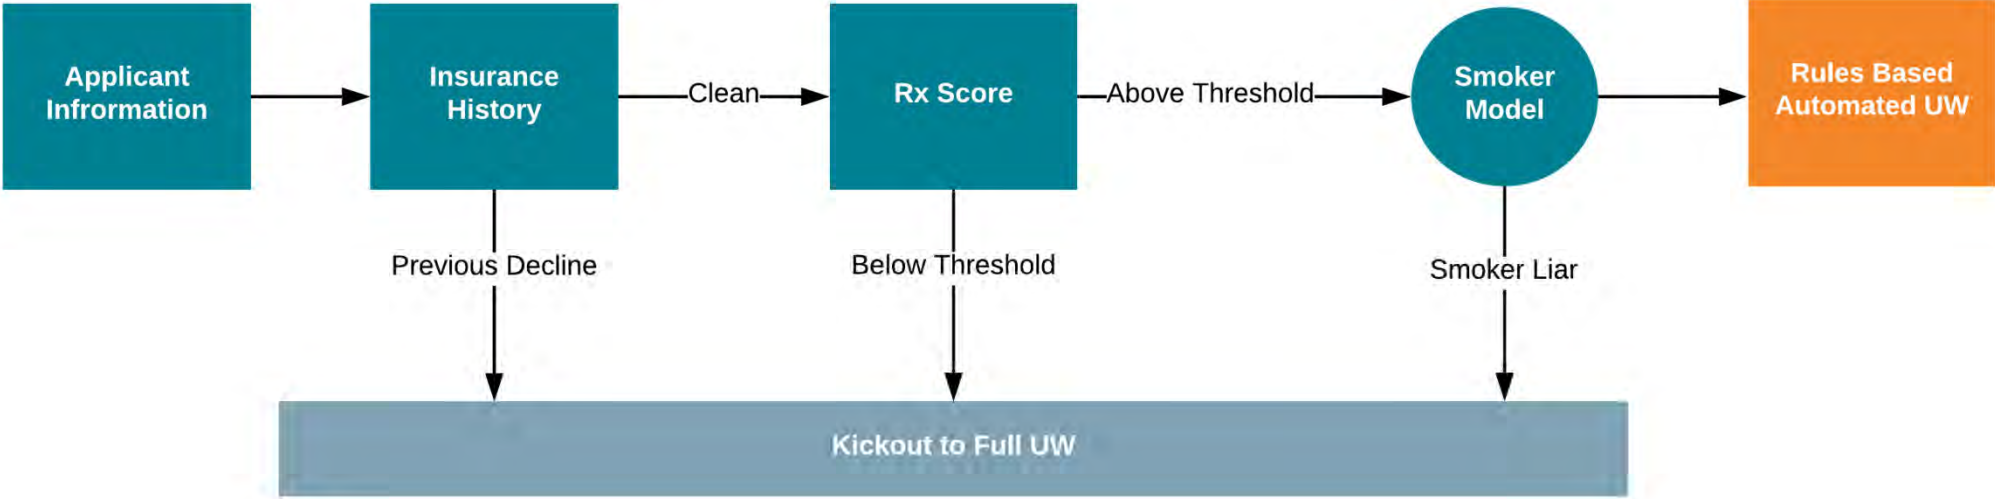 Applicant
Infrormation
Insurance
History
Clean
Rx Score
Above Threshold
Smoker
Model
Rules Based
Automated UW
Previous Decline
Below Threshold
Smoker Liar
Kickout to Full UW